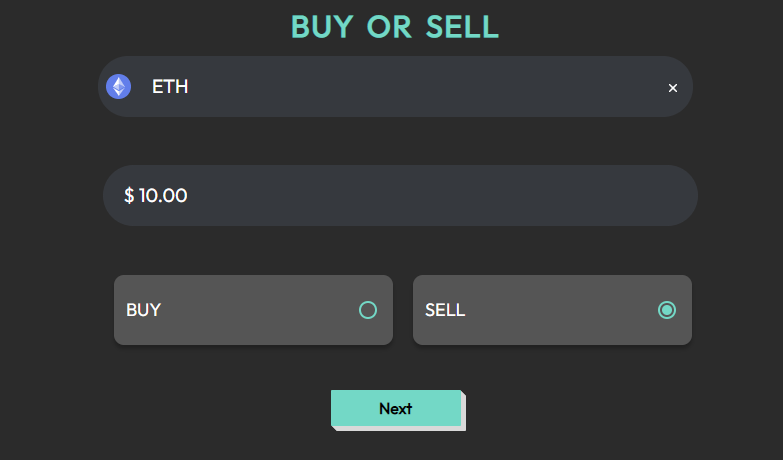 BUY OR SELL
ETH ×
$ 10.00
BUY SELL
Next